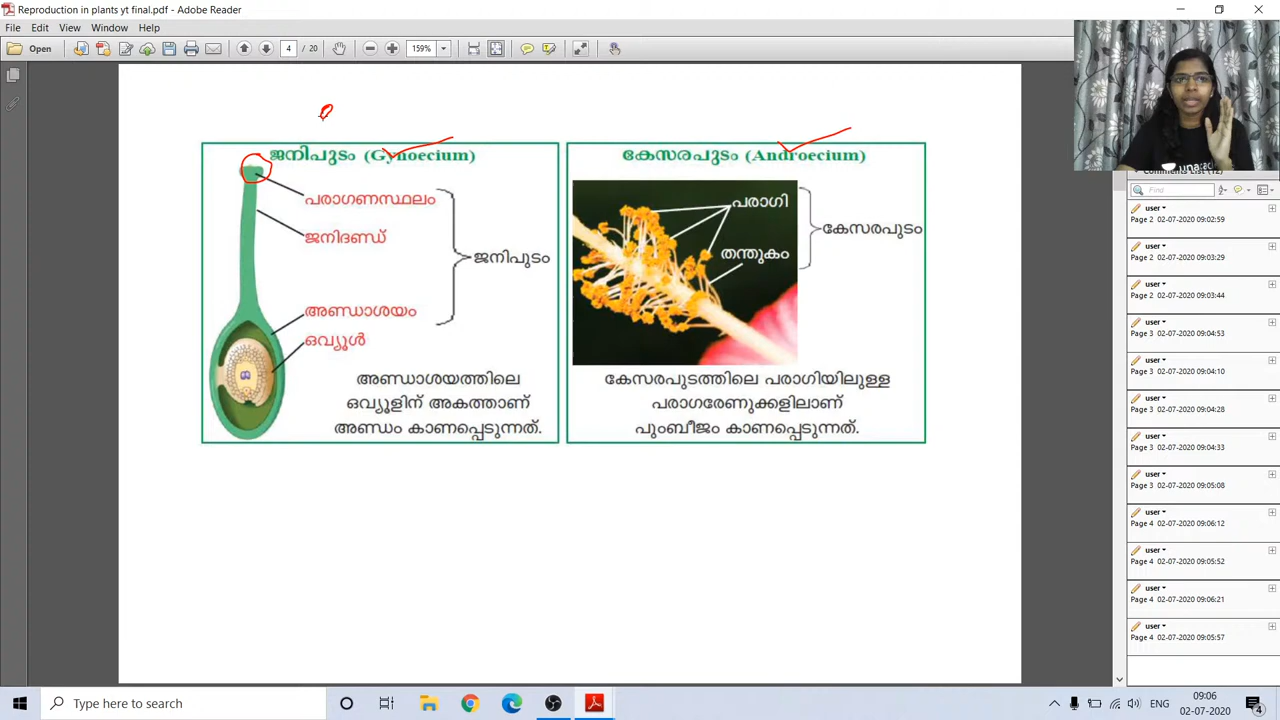 Reproduction in plants yt final.pdf - Adobe Reader
File Edit View Window Help
Open 4 / 20 159%
ജനിപുടം (Gynoecium)
പരാഗണസ്ഥലം
ജനിദണ്ഡ്
ജനിപുടം
അണ്ഡാശയം
ഒവ്യൂൾ
അണ്ഡാശയത്തിലെ
ഒവ്യൂളിന് അകത്താണ്
അണ്ഡം കാണപ്പെടുന്നത്.
കേസരപുടം (Androecium)
പരാഗി
കേസരപുടം
തന്തുകം
കേസരപുടത്തിലെ പരാഗിയിലുള്ള
പരാഗരേണുക്കളിലാണ്
പുംബീജം കാണപ്പെടുന്നത്.
Comments List (12)
Find
user
Page 2 02-07-2020 09:02:59
user
Page 2 02-07-2020 09:03:29
user
Page 2 02-07-2020 09:03:44
user
Page 3 02-07-2020 09:04:53
user
Page 3 02-07-2020 09:04:10
user
Page 3 02-07-2020 09:04:28
user
Page 3 02-07-2020 09:04:33
user
Page 3 02-07-2020 09:05:08
user
Page 4 02-07-2020 09:06:12
user
Page 4 02-07-2020 09:05:52
user
Page 4 02-07-2020 09:06:21
user
Page 4 02-07-2020 09:05:57
Type here to search
ENG
09:06
02-07-2020
4